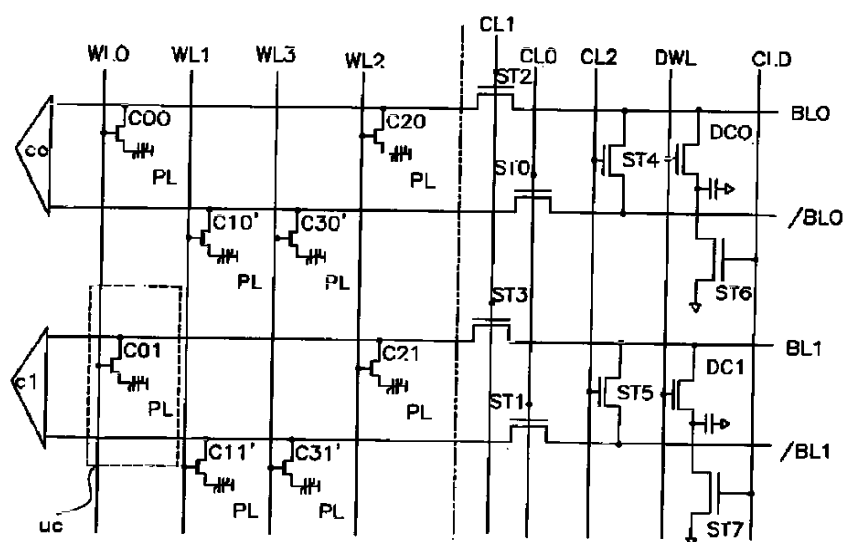 CL1
WL0 WL1 WL3 WL2 CL0 CL2 DWL CLD
ST2
C00 C20 BL0
DC0
c0 ST4
PL PL ST0
/BL0
C10' C30'
PL PL ST3 ST6
BL1
C01 C21 DC1
c1 ST5
PL PL ST1
/BL1
C11' C31'
uc PL PL ST7